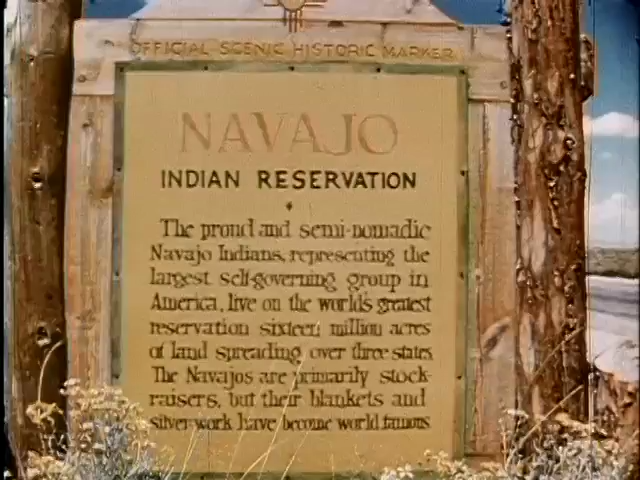 OFFICIAL SCENIC HISTORIC MARKER
NAVAJO
INDIAN RESERVATION
The proud and semi-nomadic
Navajo Indians, representing the
largest self-governing group in
America, live on the world's greatest
reservation sixteen million acres
of land spreading over three states.
The Navajos are primarily stock-
raisers, but their blankets and
silver-work have become world famous